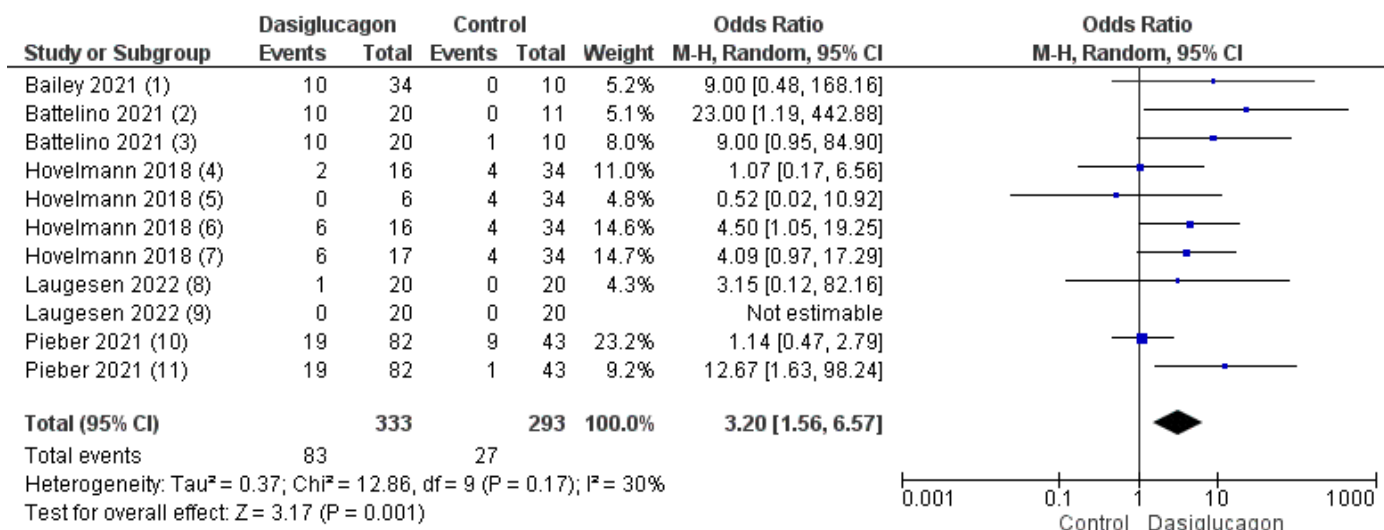 Dasiglucagon Control Odds Ratio Odds Ratio
Study or Subgroup Events Total Events Total Weight M-H, Random, 95% CI M-H, Random, 95% CI
Bailey 2021 (1) 10 34 0 10 5.2% 9.00 [0.48, 168.16]
Battelino 2021 (2) 10 20 0 11 5.1% 23.00 [1.19, 442.88]
Battelino 2021 (3) 10 20 1 10 8.0% 9.00 [0.95, 84.90]
Hovelmann 2018 (4) 2 16 4 34 11.0% 1.07 [0.17, 6.56]
Hovelmann 2018 (5) 0 6 4 34 4.8% 0.52 [0.02, 10.92]
Hovelmann 2018 (6) 6 16 4 34 14.6% 4.50 [1.05, 19.25]
Hovelmann 2018 (7) 6 17 4 34 14.7% 4.09 [0.97, 17.29]
Laugesen 2022 (8) 1 20 0 20 4.3% 3.15 [0.12, 82.16]
Laugesen 2022 (9) 0 20 0 20 Not estimable
Pieber 2021 (10) 19 82 9 43 23.2% 1.14 [0.47, 2.79]
Pieber 2021 (11) 19 82 1 43 9.2% 12.67 [1.63, 98.24]
Total (95% CI) 333 293 100.0% 3.20 [1.56, 6.57]
Total events 83 27
Heterogeneity: Tau² = 0.37; Chi² = 12.86, df = 9 (P = 0.17); I² = 30%
Test for overall effect: Z = 3.17 (P = 0.001)
0.001 0.1 1 10 1000
Control Dasiglucagon